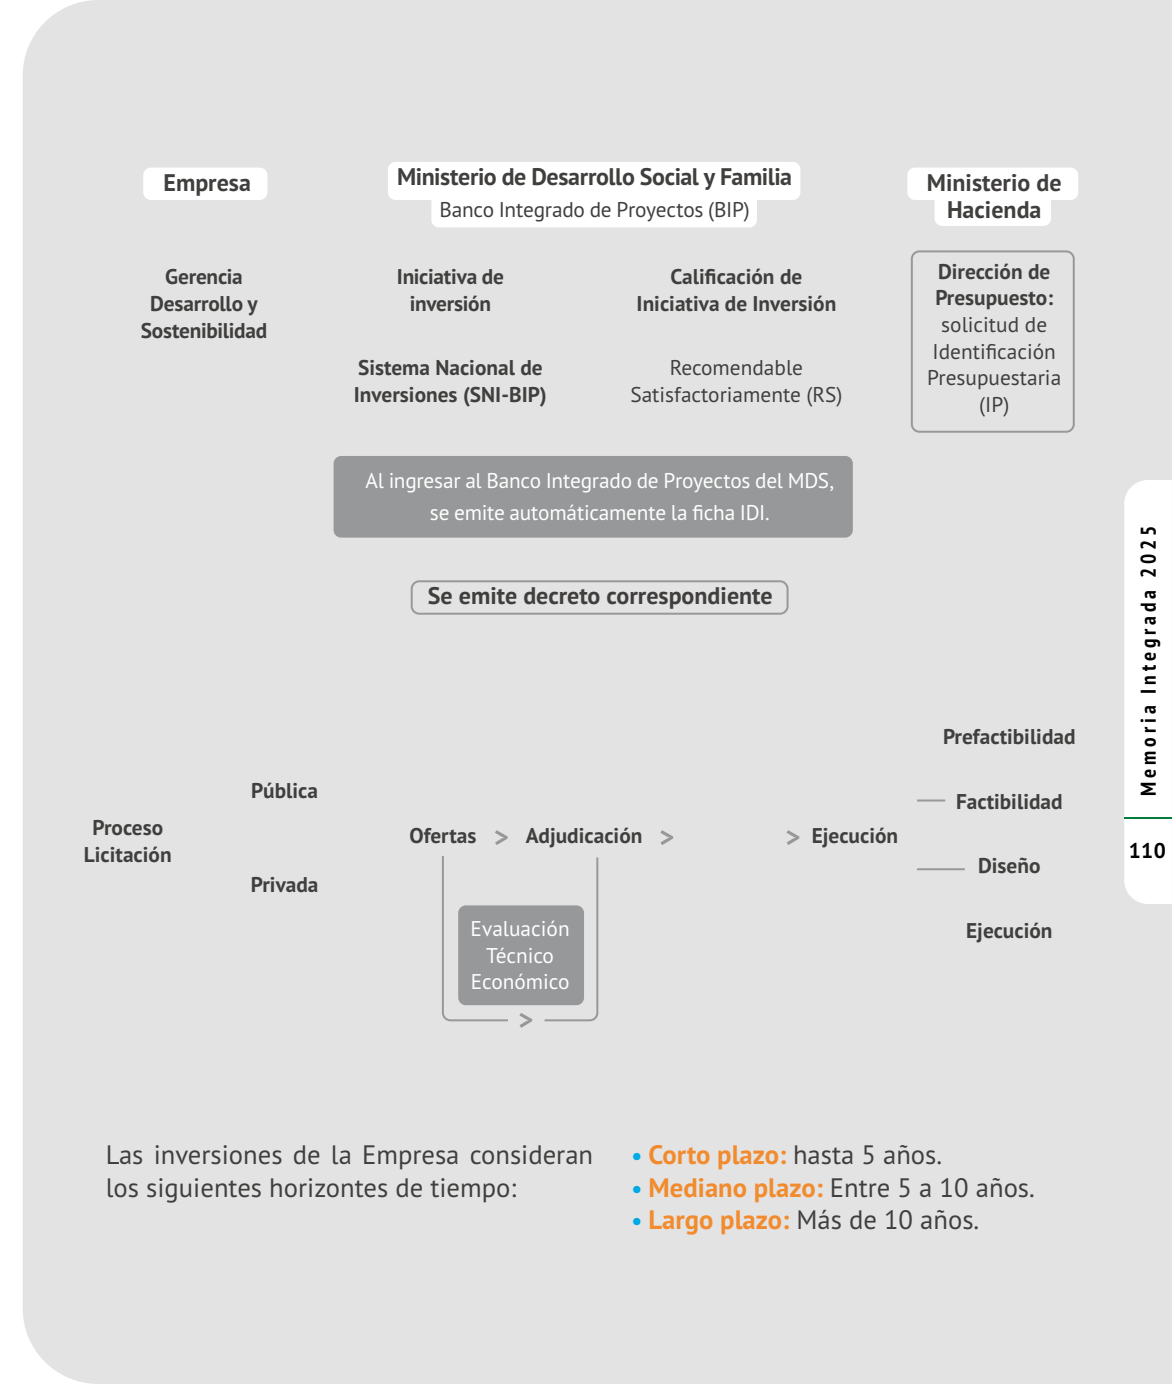 Empresa
Ministerio de Desarrollo Social y Familia
Banco Integrado de Proyectos (BIP)
Ministerio de
Hacienda
Gerencia
Desarrollo y
Sostenibilidad
Iniciativa de
inversión
Calificación de
Iniciativa de Inversión
Dirección de
Presupuesto:
solicitud de
Identificación
Presupuestaria
(IP)
Sistema Nacional de
Inversiones (SNI-BIP)
Recomendable
Satisfactoriamente (RS)
Al ingresar al Banco Integrado de Proyectos del MDS,
se emite automáticamente la ficha IDI.
Se emite decreto correspondiente
Proceso
Licitación
Pública
Privada
Ofertas > Adjudicación > > Ejecución
Evaluación
Técnico
Económico
>
Prefactibilidad
Factibilidad
Diseño
Ejecución
Las inversiones de la Empresa consideran
los siguientes horizontes de tiempo:
• Corto plazo: hasta 5 años.
• Mediano plazo: Entre 5 a 10 años.
• Largo plazo: Más de 10 años.
Memoria Integrada 2025
110